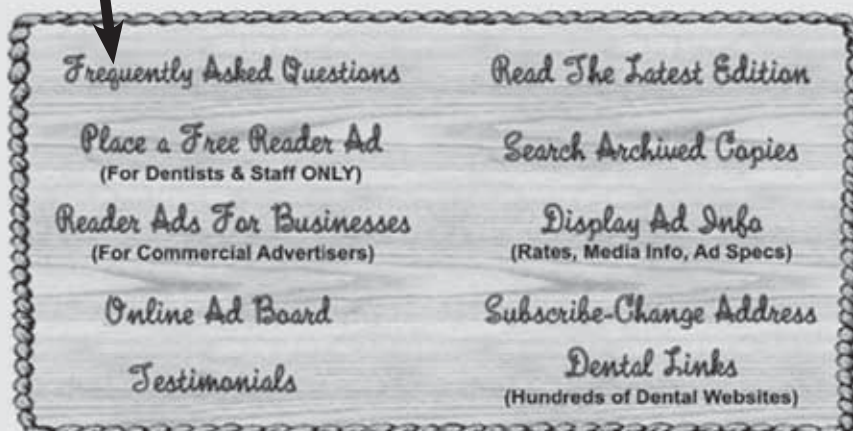 Frequently Asked Questions
Place a Free Reader Ad
(For Dentists & Staff ONLY)
Reader Ads For Businesses
(For Commercial Advertisers)
Online Ad Board
Testimonials
Read The Latest Edition
Search Archived Copies
Display Ad Info
(Rates, Media Info, Ad Specs)
Subscribe-Change Address
Dental Links
(Hundreds of Dental Websites)